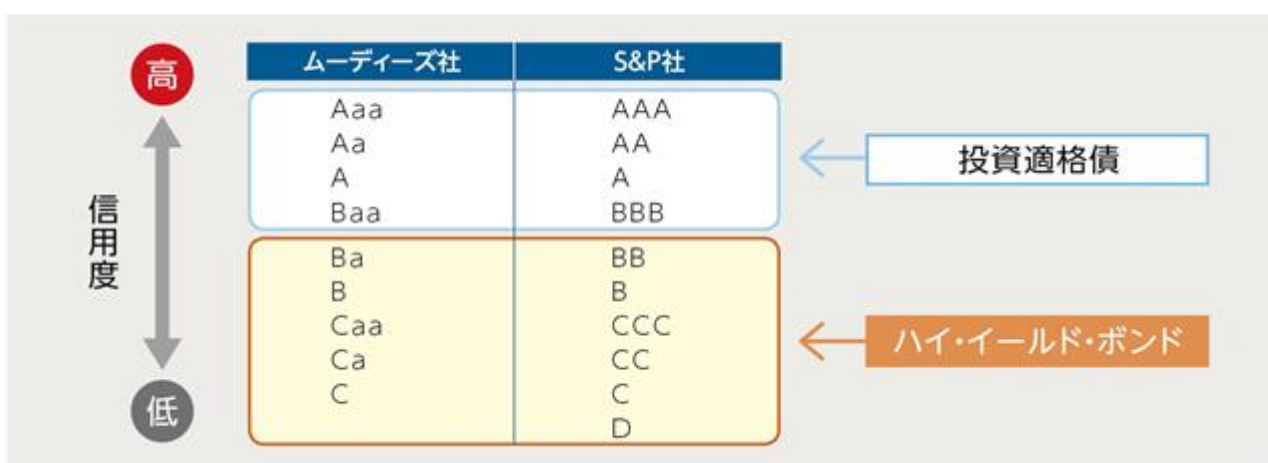 高
信用度
低
ムーディーズ社 S&P社
Aaa AAA
Aa AA
A A
Baa BBB
投資適格債
Ba BB
B B
Caa CCC
Ca CC
C C
D
ハイ・イールド・ボンド